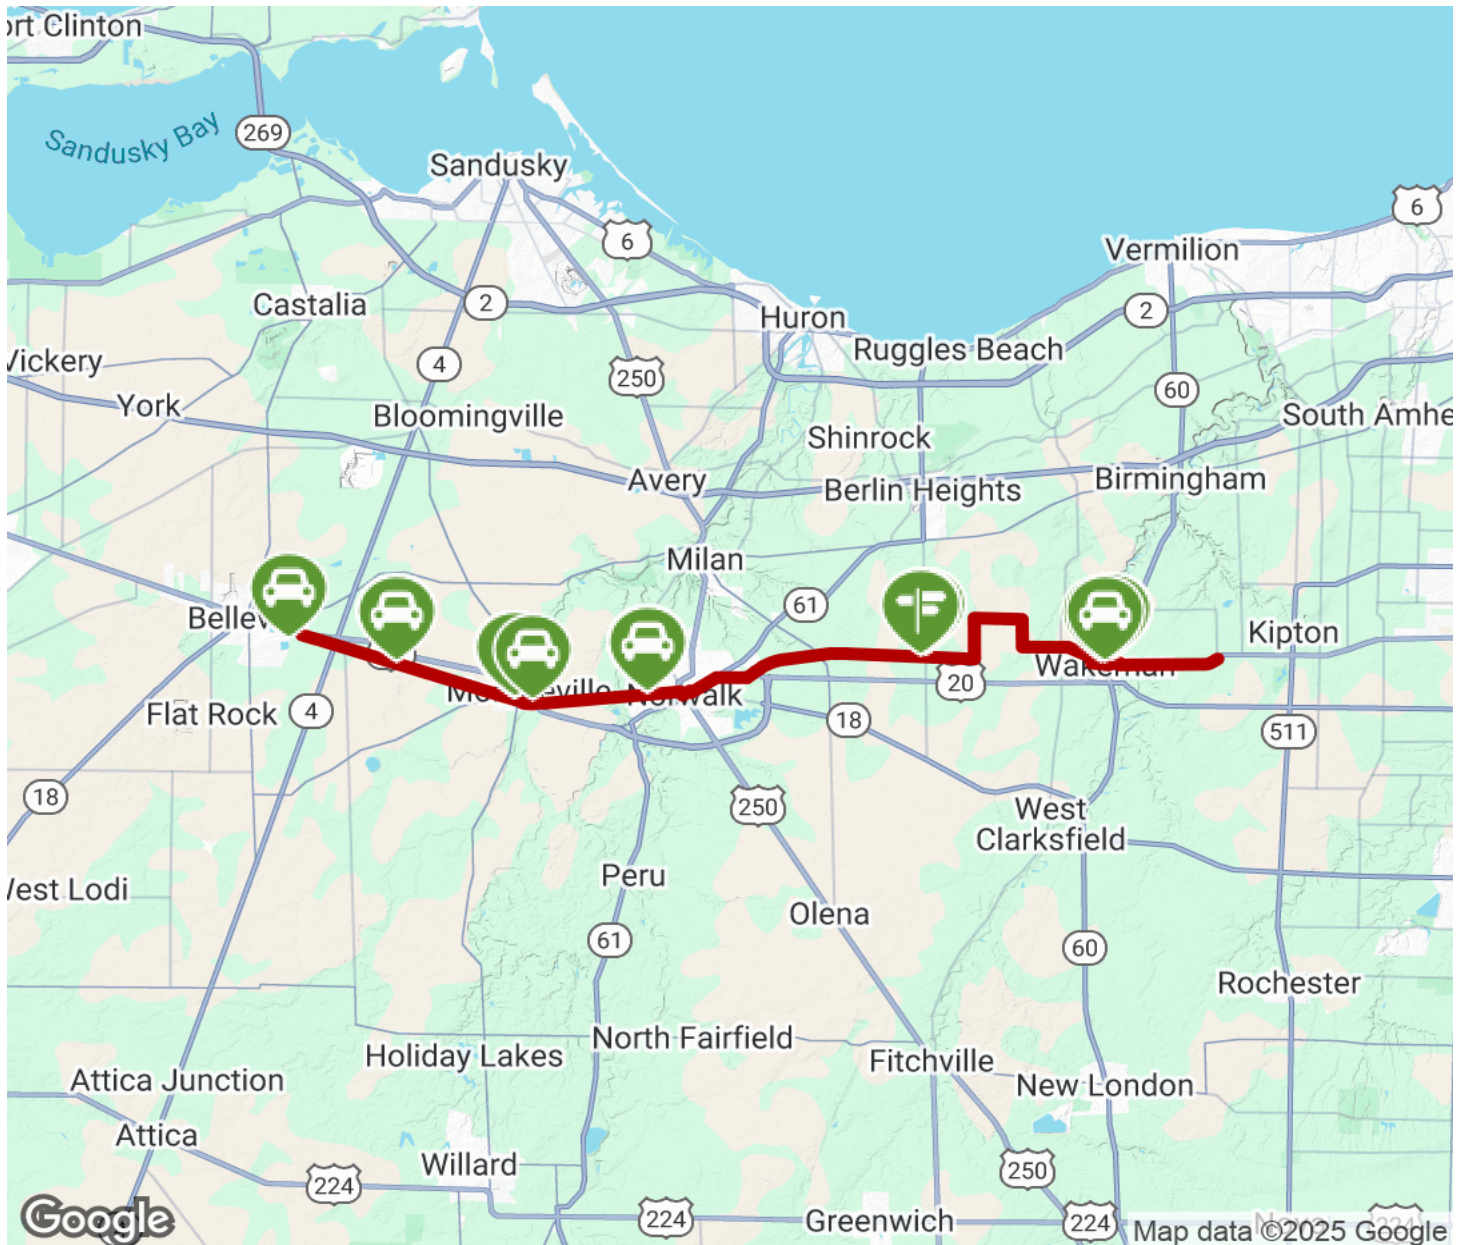 ort Clinton
Sandusky Bay
269
Sandusky
6
6
Vermilion
Castalia
2
2
Huron
Ruggles Beach
Vickery
4
250
60
York
Bloomingville
South Amhe
Shinrock
Avery
Berlin Heights
Birmingham
Milan
61
Bellev
Kipton
Wakeman
20
Norwalk
Flat Rock
4
18
511
18
250
West
Clarksfield
Peru
West Lodi
Olena
61
60
Rochester
North Fairfield
Holiday Lakes
Fitchville
Attica Junction
New London
Attica
Willard
250
224
224
Greenwich
224
224
Google
Map data ©2025 Google